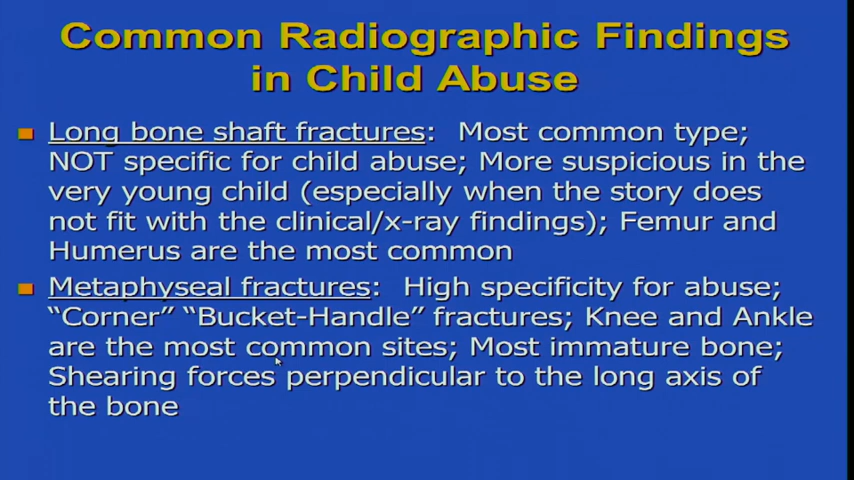 Common Radiographic Findings
in Child Abuse
Long bone shaft fractures: Most common type;
NOT specific for child abuse; More suspicious in the
very young child (especially when the story does
not fit with the clinical/x-ray findings); Femur and
Humerus are the most common
Metaphyseal fractures: High specificity for abuse;
“Corner” “Bucket-Handle” fractures; Knee and Ankle
are the most common sites; Most immature bone;
Shearing forces perpendicular to the long axis of
the bone